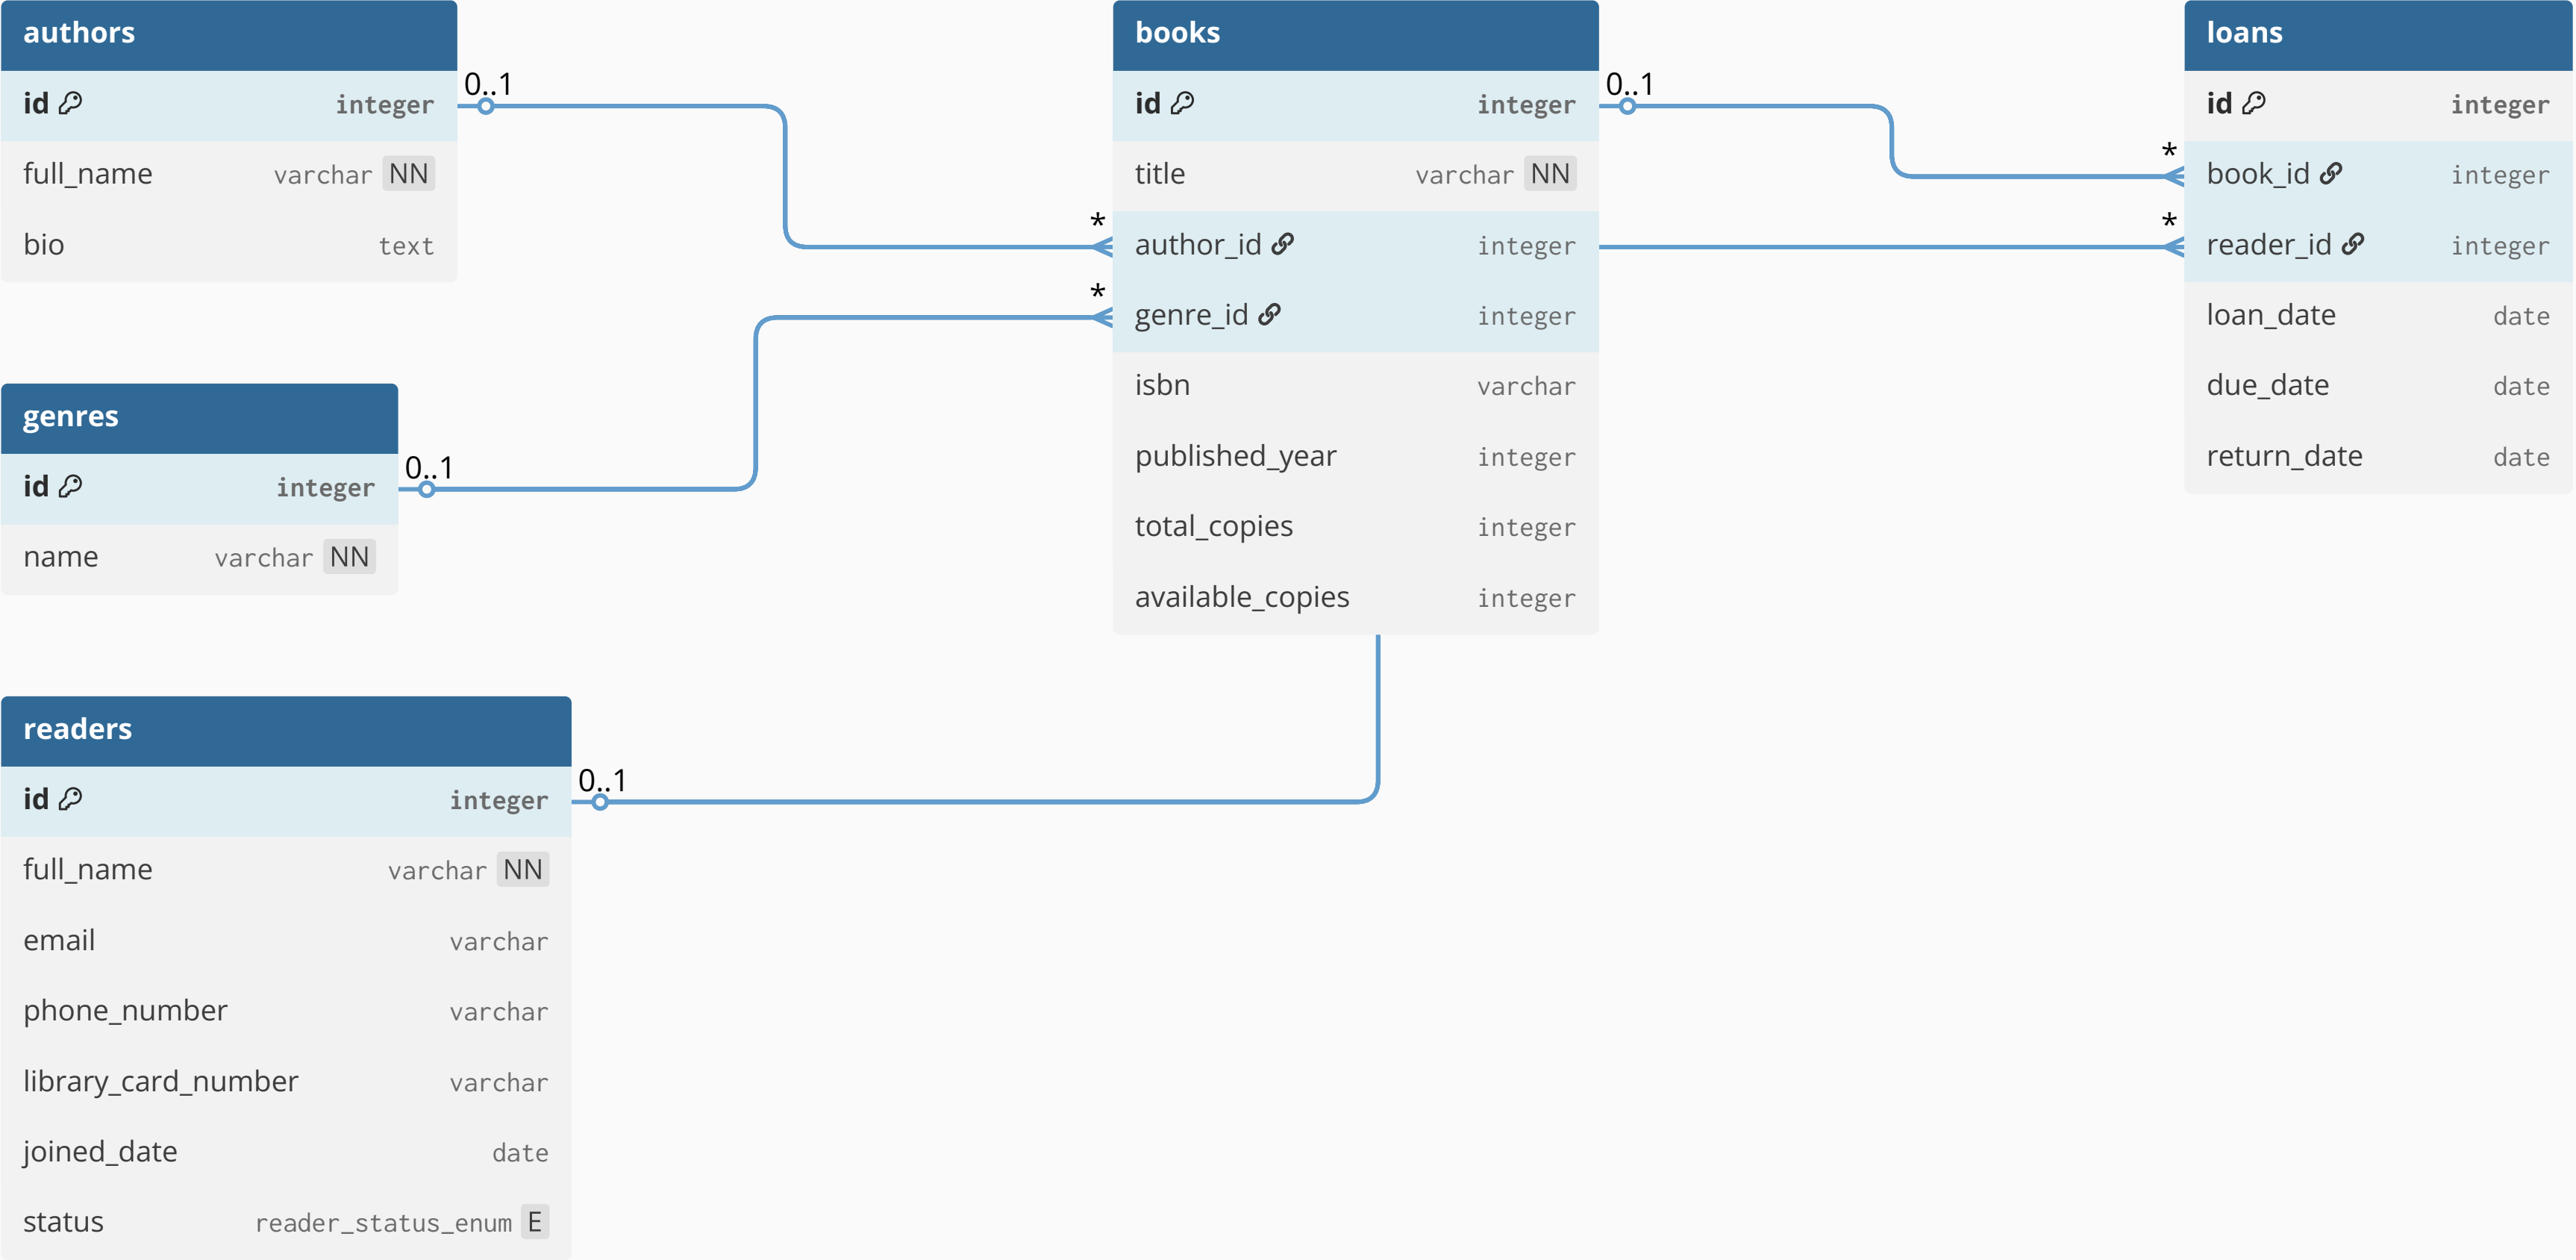 authors
id integer
full_name varchar NN
bio text
0..1
*
genres
id integer
name varchar NN
0..1
*
readers
id integer
full_name varchar NN
email varchar
phone_number varchar
library_card_number varchar
joined_date date
status reader_status_enum E
0..1
books
id integer
title varchar NN
author_id integer
genre_id integer
isbn varchar
published_year integer
total_copies integer
available_copies integer
0..1
*
*
loans
id integer
book_id integer
reader_id integer
loan_date date
due_date date
return_date date